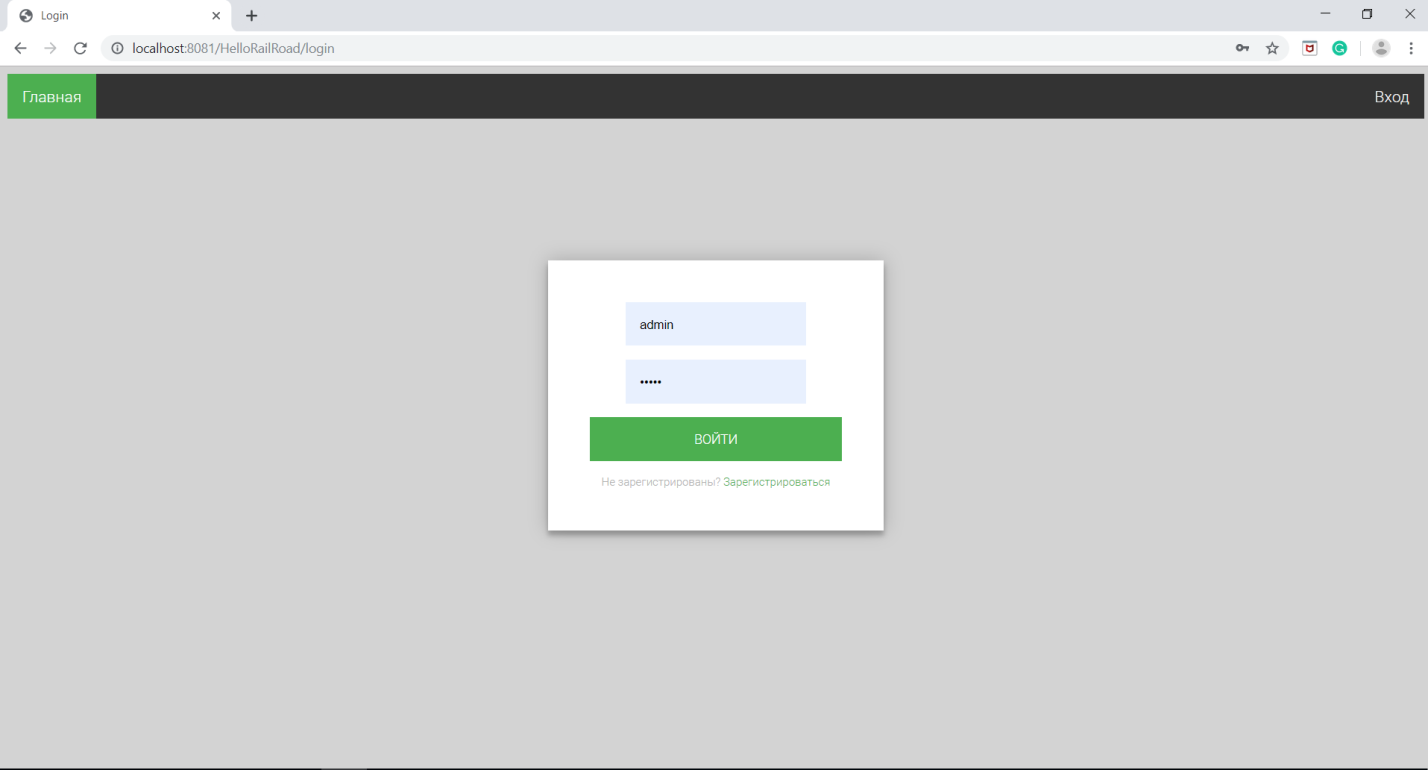 Login
localhost:8081/HelloRailRoad/login
Главная
Вход
admin
•••••
ВОЙТИ
Не зарегистрированы? Зарегистрироваться